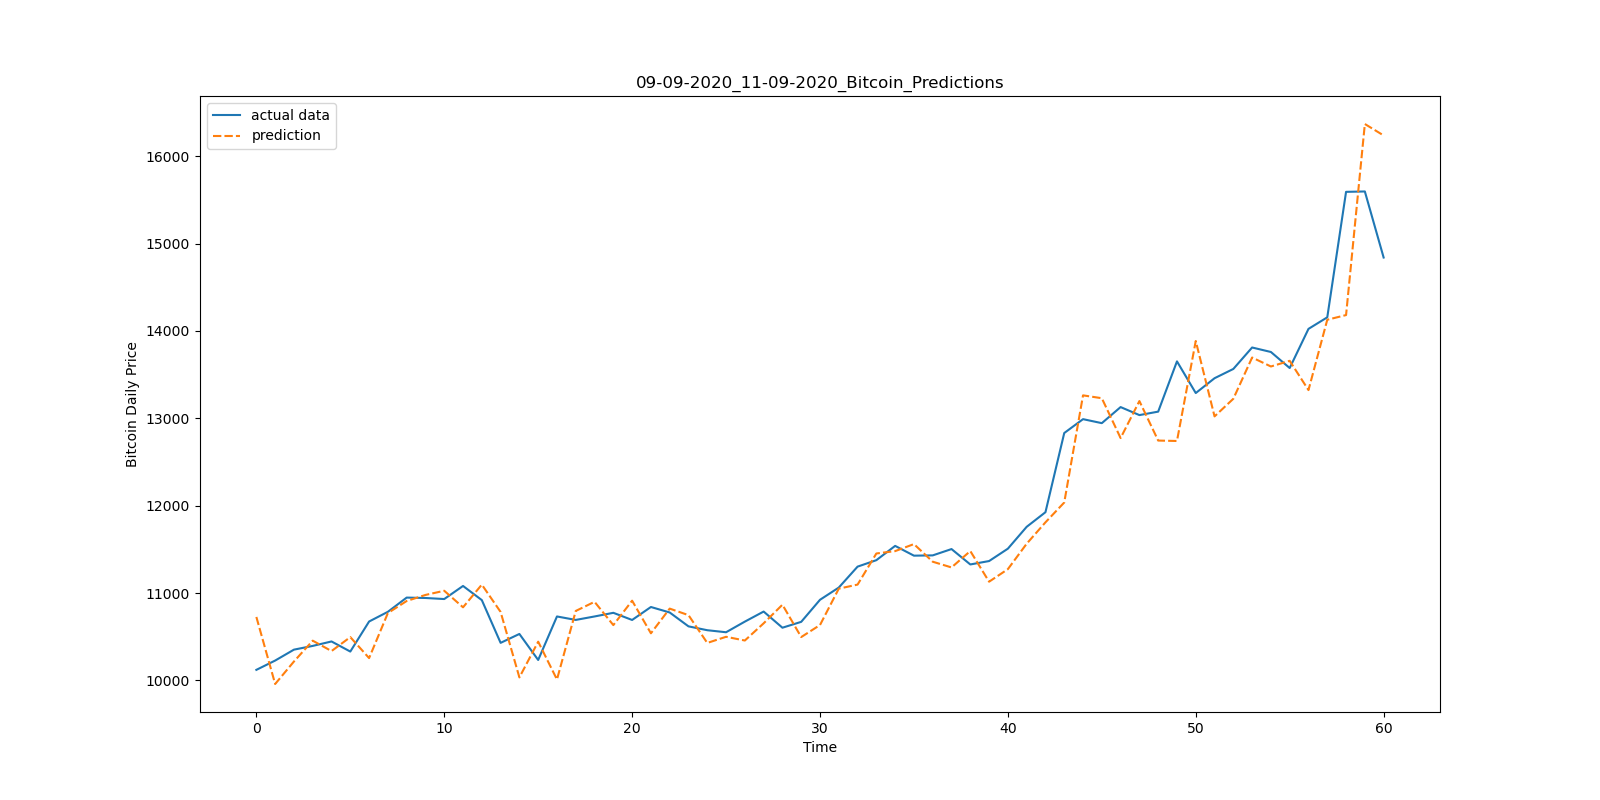 09-09-2020_11-09-2020_Bitcoin_Predictions
actual data
prediction
Bitcoin Daily Price
16000
15000
14000
13000
12000
11000
10000
0 10 20 30 40 50 60
Time